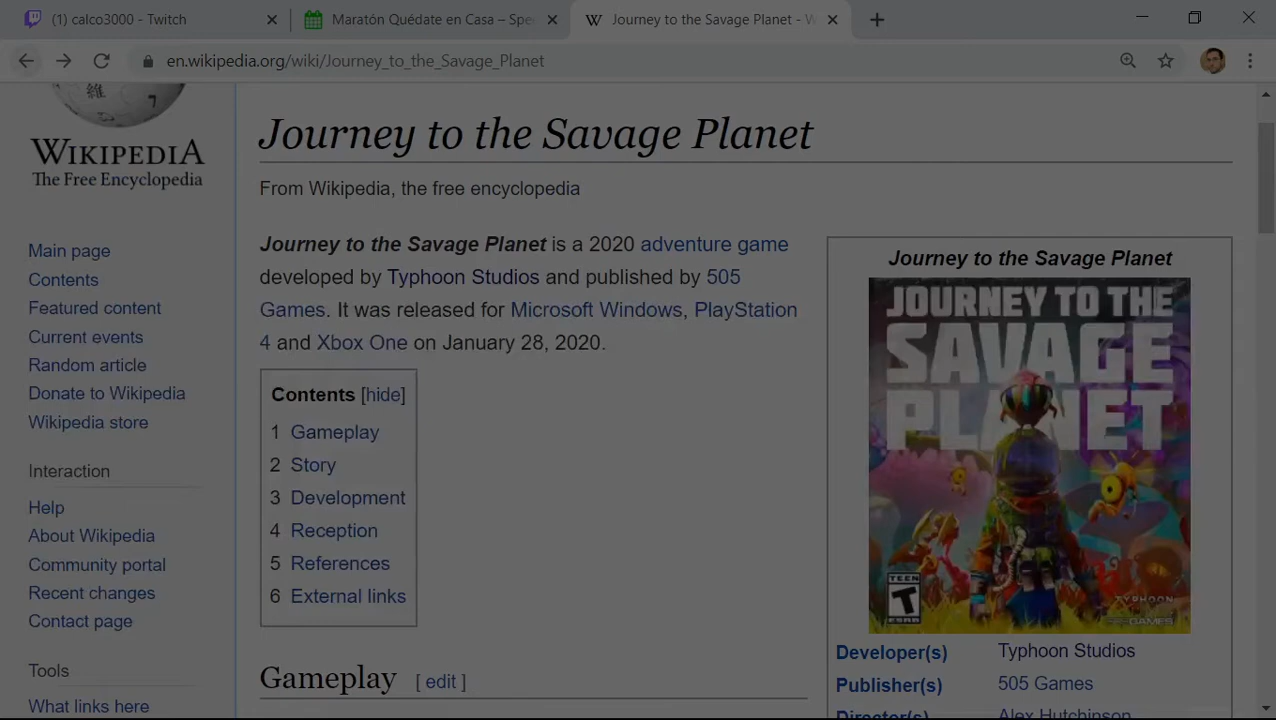 (1) calco3000 - Twitch
Maratón Quédate en Casa – Spe
Journey to the Savage Planet - W
en.wikipedia.org/wiki/Journey_to_the_Savage_Planet
維
WIKIPEDIA
The Free Encyclopedia
Main page
Contents
Featured content
Current events
Random article
Donate to Wikipedia
Wikipedia store
Interaction
Help
About Wikipedia
Community portal
Recent changes
Contact page
Tools
What links here
Journey to the Savage Planet
From Wikipedia, the free encyclopedia
Journey to the Savage Planet is a 2020 adventure game
developed by Typhoon Studios and published by 505
Games. It was released for Microsoft Windows, PlayStation
4 and Xbox One on January 28, 2020.
Contents [hide]
1 Gameplay
2 Story
3 Development
4 Reception
5 References
6 External links
Gameplay [ edit ]
Journey to the Savage Planet
JOURNEY TO THE
SAVAGE
PLANET
TEEN
T
ESRB
TYPHOON
GAMES
Developer(s) Typhoon Studios
Publisher(s) 505 Games
Director(s) Alex Hutchinson